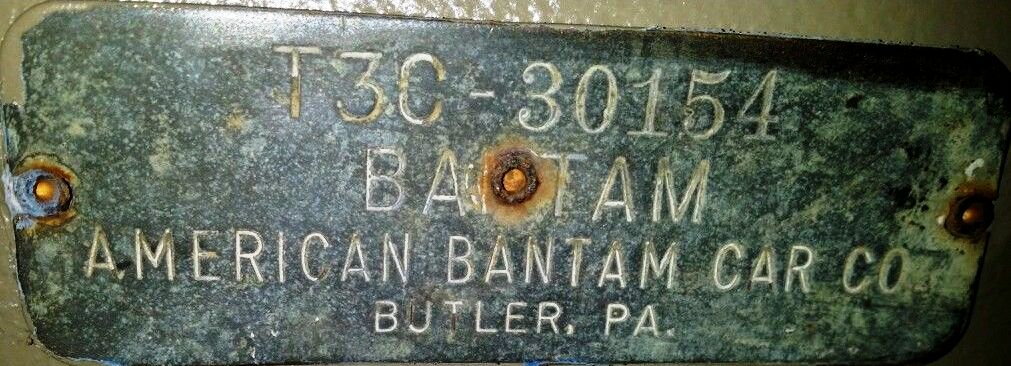 T3C-30154
BANTAM
AMERICAN BANTAM CAR CO
BUTLER, PA.